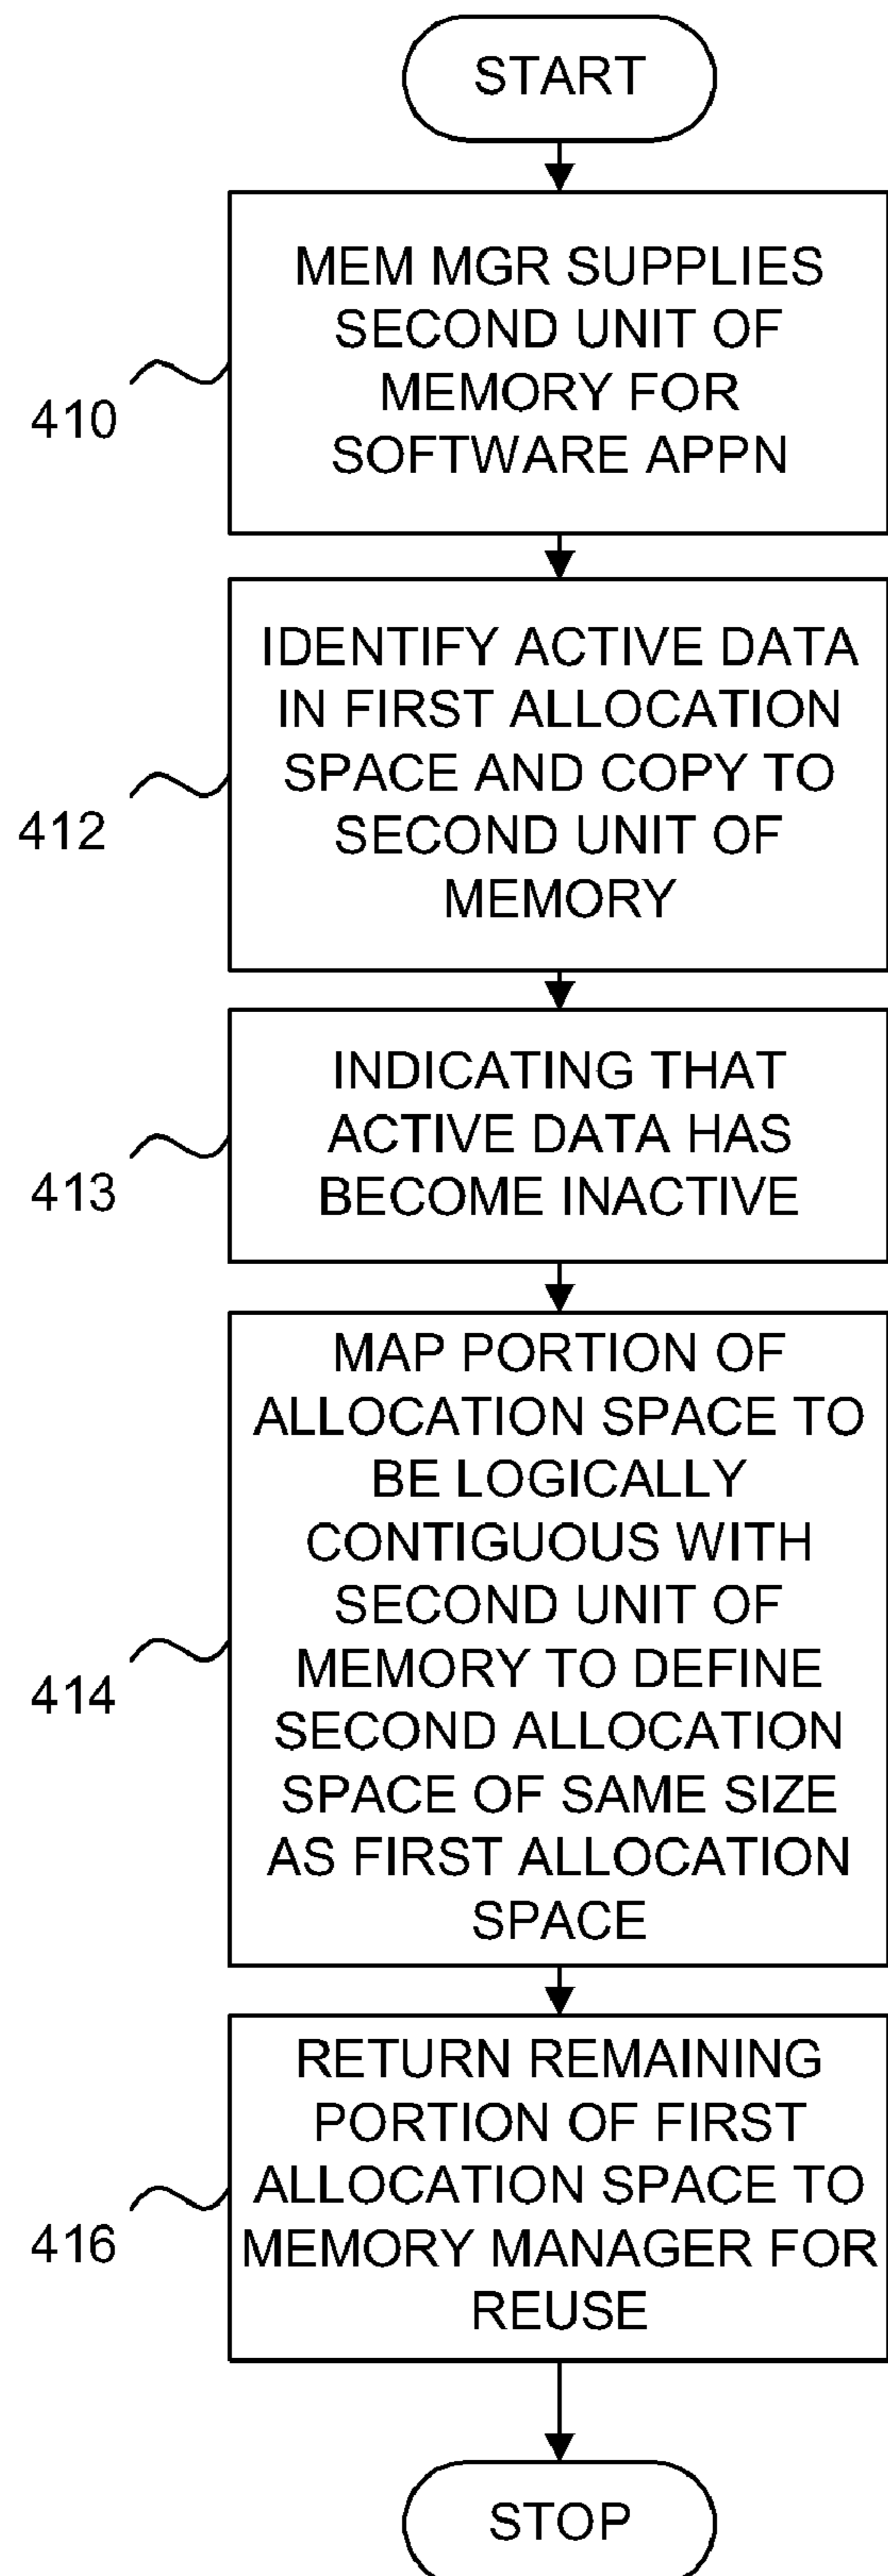 START
MEM MGR SUPPLIES
SECOND UNIT OF
MEMORY FOR
SOFTWARE APPN
410
IDENTIFY ACTIVE DATA
IN FIRST ALLOCATION
SPACE AND COPY TO
SECOND UNIT OF
MEMORY
412
INDICATING THAT
ACTIVE DATA HAS
BECOME INACTIVE
413
MAP PORTION OF
ALLOCATION SPACE TO
BE LOGICALLY
CONTIGUOUS WITH
SECOND UNIT OF
MEMORY TO DEFINE
SECOND ALLOCATION
SPACE OF SAME SIZE
AS FIRST ALLOCATION
SPACE
414
RETURN REMAINING
PORTION OF FIRST
ALLOCATION SPACE TO
MEMORY MANAGER FOR
REUSE
416
STOP